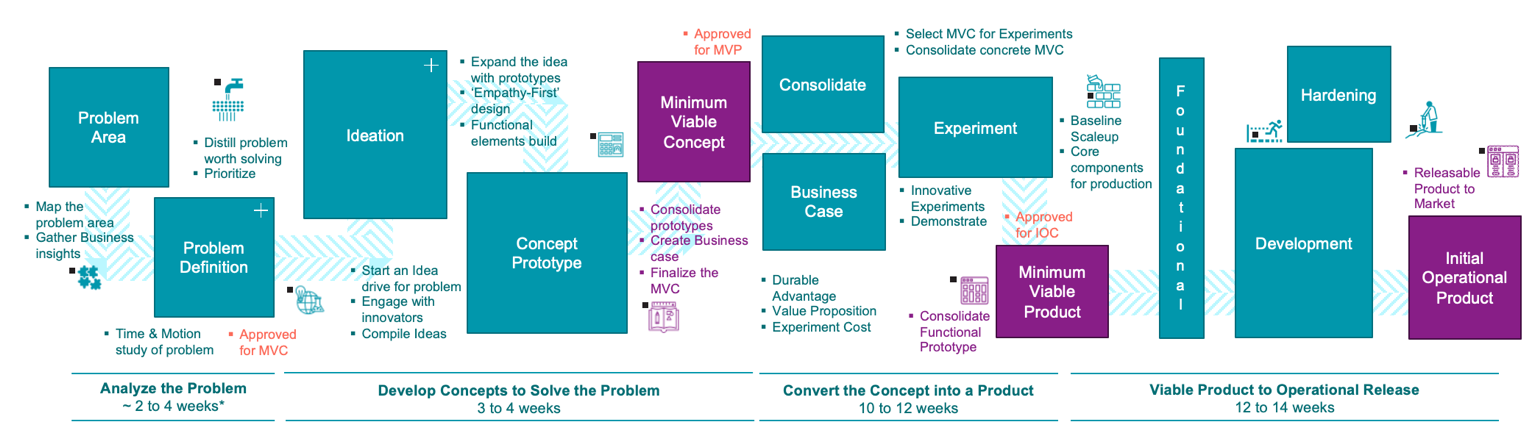 Problem
Area
▪ Map the
problem area
▪ Gather Business
insights
▪ Distill problem
worth solving
▪ Prioritize
Problem
Definition
▪ Time & Motion
study of problem
▪ Approved
for MVC
Ideation
▪ Start an Idea
drive for problem
▪ Engage with
innovators
▪ Compile Ideas
▪ Expand the idea
with prototypes
▪ ‘Empathy-First’
design
▪ Functional
elements build
Concept
Prototype
▪ Approved
for MVP
Minimum
Viable
Concept
▪ Consolidate
prototypes
▪ Create Business
case
▪ Finalize the
MVC
Consolidate
▪ Select MVC for Experiments
▪ Consolidate concrete MVC
Business
Case
▪ Durable
Advantage
▪ Value Proposition
▪ Experiment Cost
Experiment
▪ Innovative
Experiments
▪ Demonstrate
▪ Approved
for IOC
▪ Baseline
Scaleup
▪ Core
components
for production
Minimum
Viable
Product
▪ Consolidate
Functional
Prototype
Foundational
Hardening
Development
▪ Releasable
Product to
Market
Initial
Operational
Product
Analyze the Problem
~ 2 to 4 weeks*
Develop Concepts to Solve the Problem
3 to 4 weeks
Convert the Concept into a Product
10 to 12 weeks
Viable Product to Operational Release
12 to 14 weeks